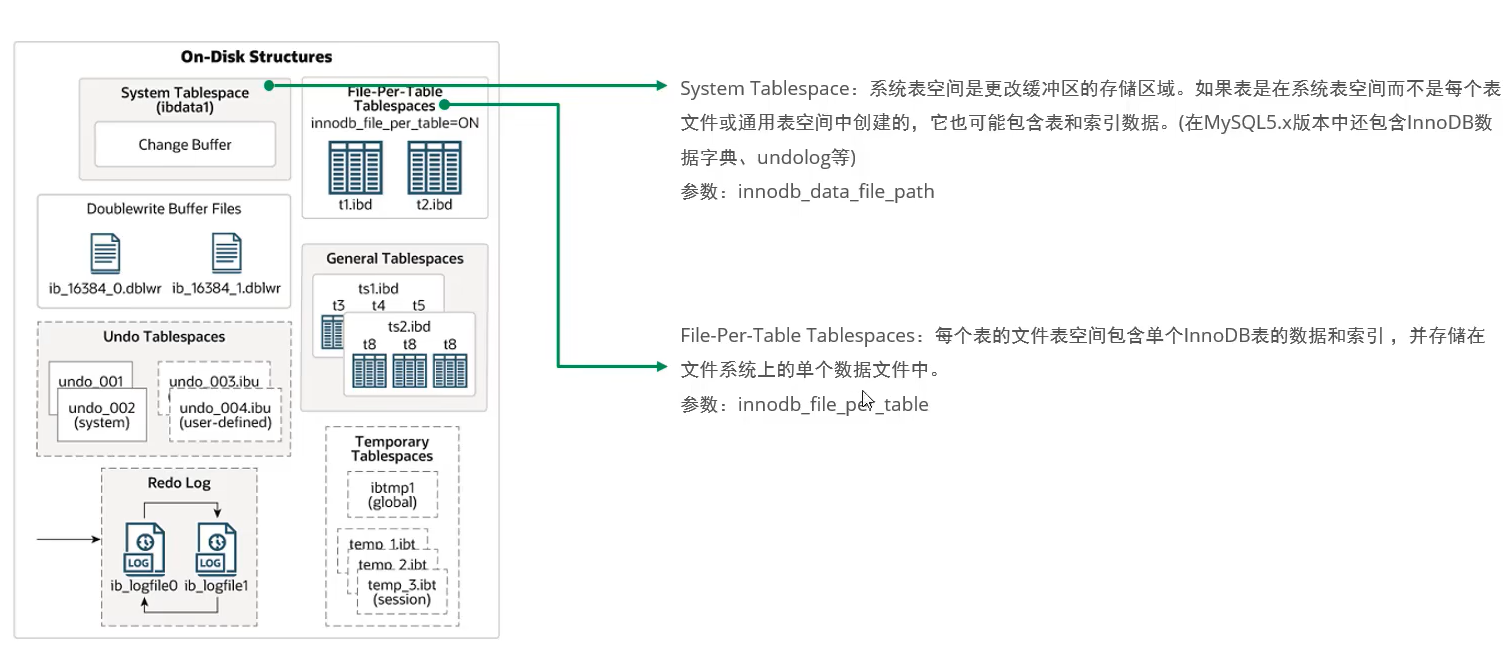 On-Disk Structures
System Tablespace
(ibdata1)
Change Buffer
File-Per-Table
Tablespaces
innodb_file_per_table=ON
t1.ibd
t2.ibd
Doublewrite Buffer Files
ib_16384_0.dblwr
ib_16384_1.dblwr
General Tablespaces
ts1.ibd
t3 t4 t5
ts2.ibd
t8 t8 t8
Undo Tablespaces
undo_001
undo_002
(system)
undo_003.ibu
undo_004.ibu
(user-defined)
Temporary
Tablespaces
ibtmp1
(global)
temp_1.ibt
temp_2.ibt
temp_3.ibt
(session)
Redo Log
LOG
LOG
ib_logfile0
ib_logfile1
System Tablespace：系统表空间是更改缓冲区的存储区域。如果表是在系统表空间而不是每个表
文件或通用表空间中创建的，它也可能包含表和索引数据。(在MySQL5.x版本中还包含InnoDB数
据字典、undolog等)
参数：innodb_data_file_path
File-Per-Table Tablespaces：每个表的文件表空间包含单个InnoDB表的数据和索引 ，并存储在
文件系统上的单个数据文件中。
参数：innodb_file_per_table